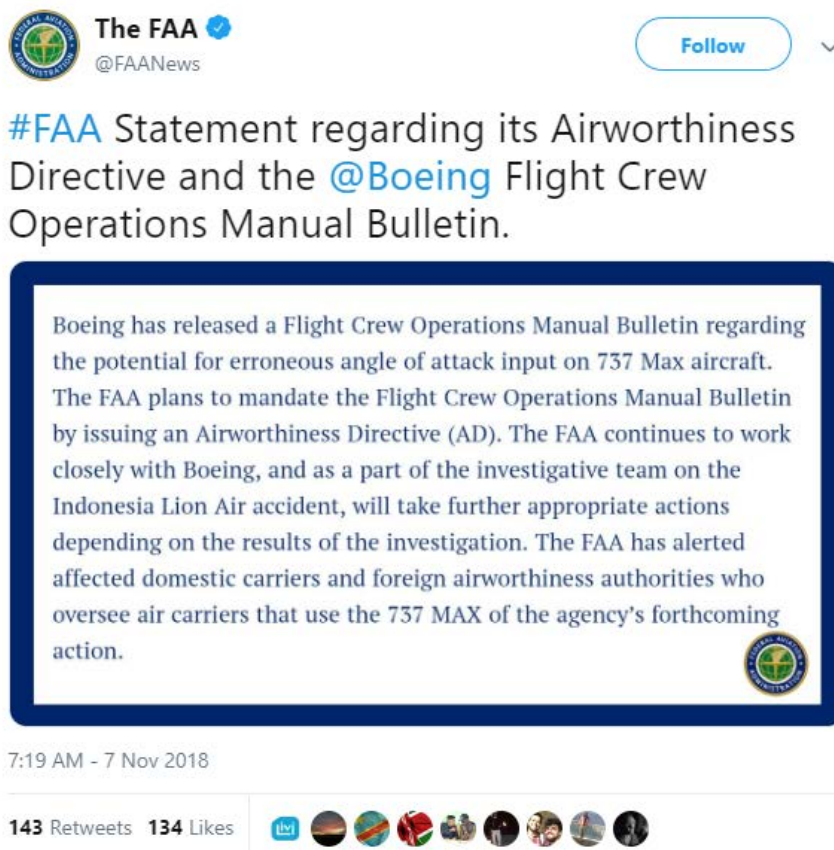 The FAA
@FAANews
Follow
#FAA Statement regarding its Airworthiness
Directive and the @Boeing Flight Crew
Operations Manual Bulletin.
Boeing has released a Flight Crew Operations Manual Bulletin regarding
the potential for erroneous angle of attack input on 737 Max aircraft.
The FAA plans to mandate the Flight Crew Operations Manual Bulletin
by issuing an Airworthiness Directive (AD). The FAA continues to work
closely with Boeing, and as a part of the investigative team on the
Indonesia Lion Air accident, will take further appropriate actions
depending on the results of the investigation. The FAA has alerted
affected domestic carriers and foreign airworthiness authorities who
oversee air carriers that use the 737 MAX of the agency’s forthcoming
action.
FEDERAL AVIATION
ADMINISTRATION
7:19 AM - 7 Nov 2018
143 Retweets 134 Likes